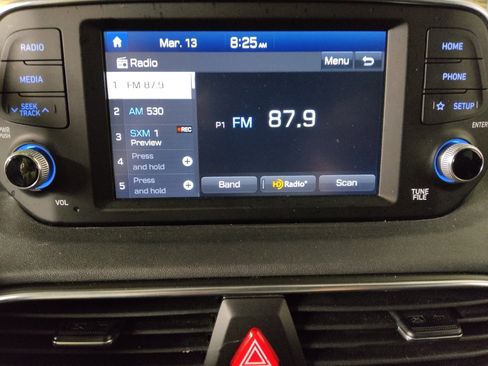 Mar. 13 8:25 AM
Radio Menu
1 FM 87.9
2 AM 530
3 SXM 1 REC
Preview
4 Press
and hold
5 Press
and hold
P1 FM 87.9
Band HD Radio Scan
RADIO
MEDIA
SEEK
TRACK
PWR
PUSH
VOL
HOME
PHONE
SETUP
ENTER
TUNE
FILE